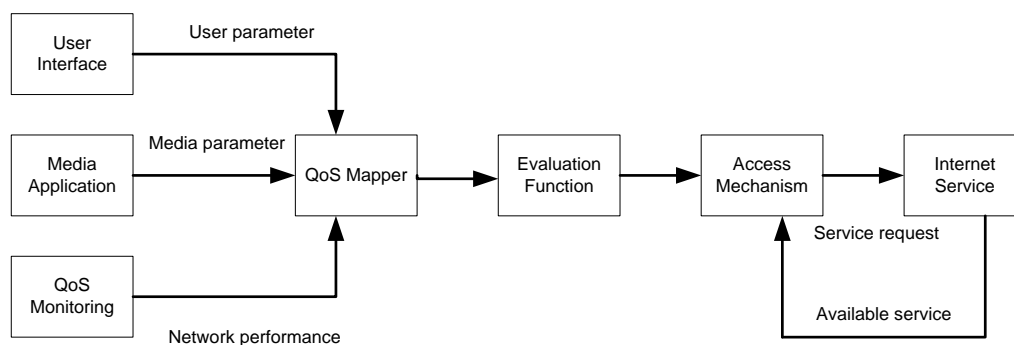 User parameter
User
Interface
Media parameter
Media
Application
QoS Mapper
Evaluation
Function
Access
Mechanism
Internet
Service
Service request
QoS
Monitoring
Available service
Network performance